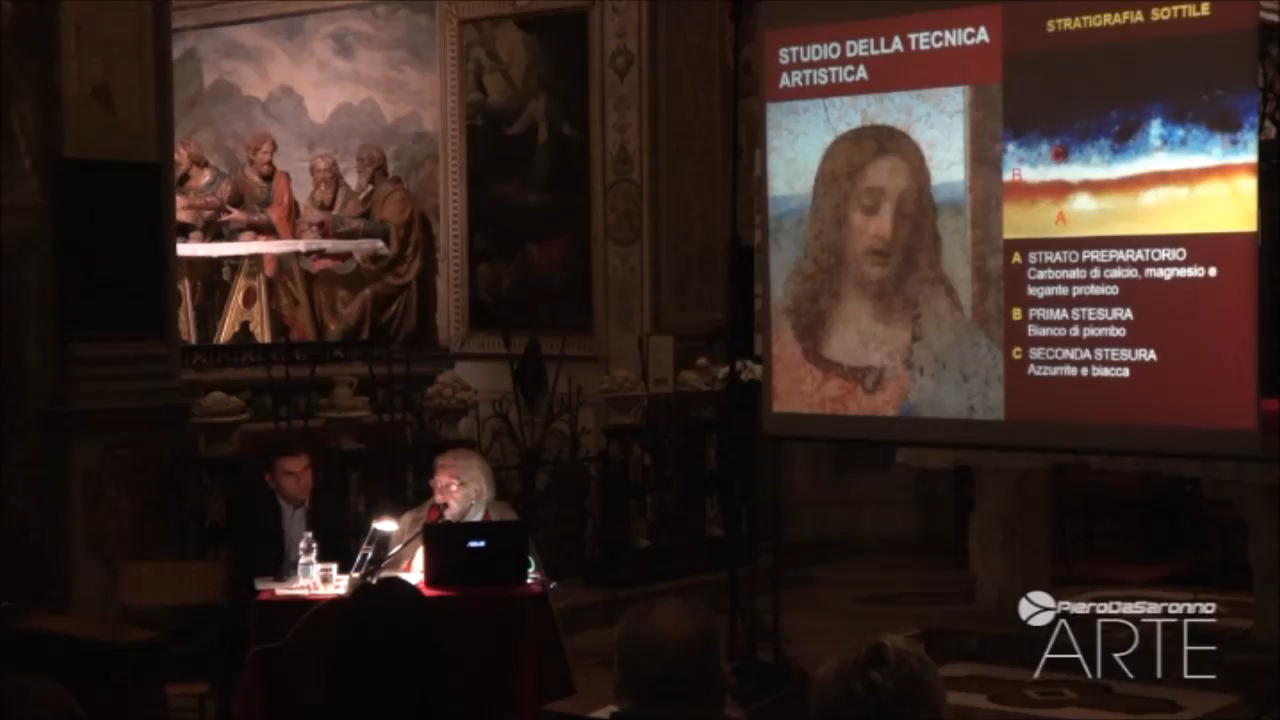 STUDIO DELLA TECNICA
ARTISTICA
STRATIGRAFIA SOTTILE
B
A
A STRATO PREPARATORIO
Carbonato di calcio, magnesio e
legante proteico
B PRIMA STESURA
Bianco di piombo
C SECONDA STESURA
Azzurrite e biacca
ASUS
PieroDaSaronno
ARTE